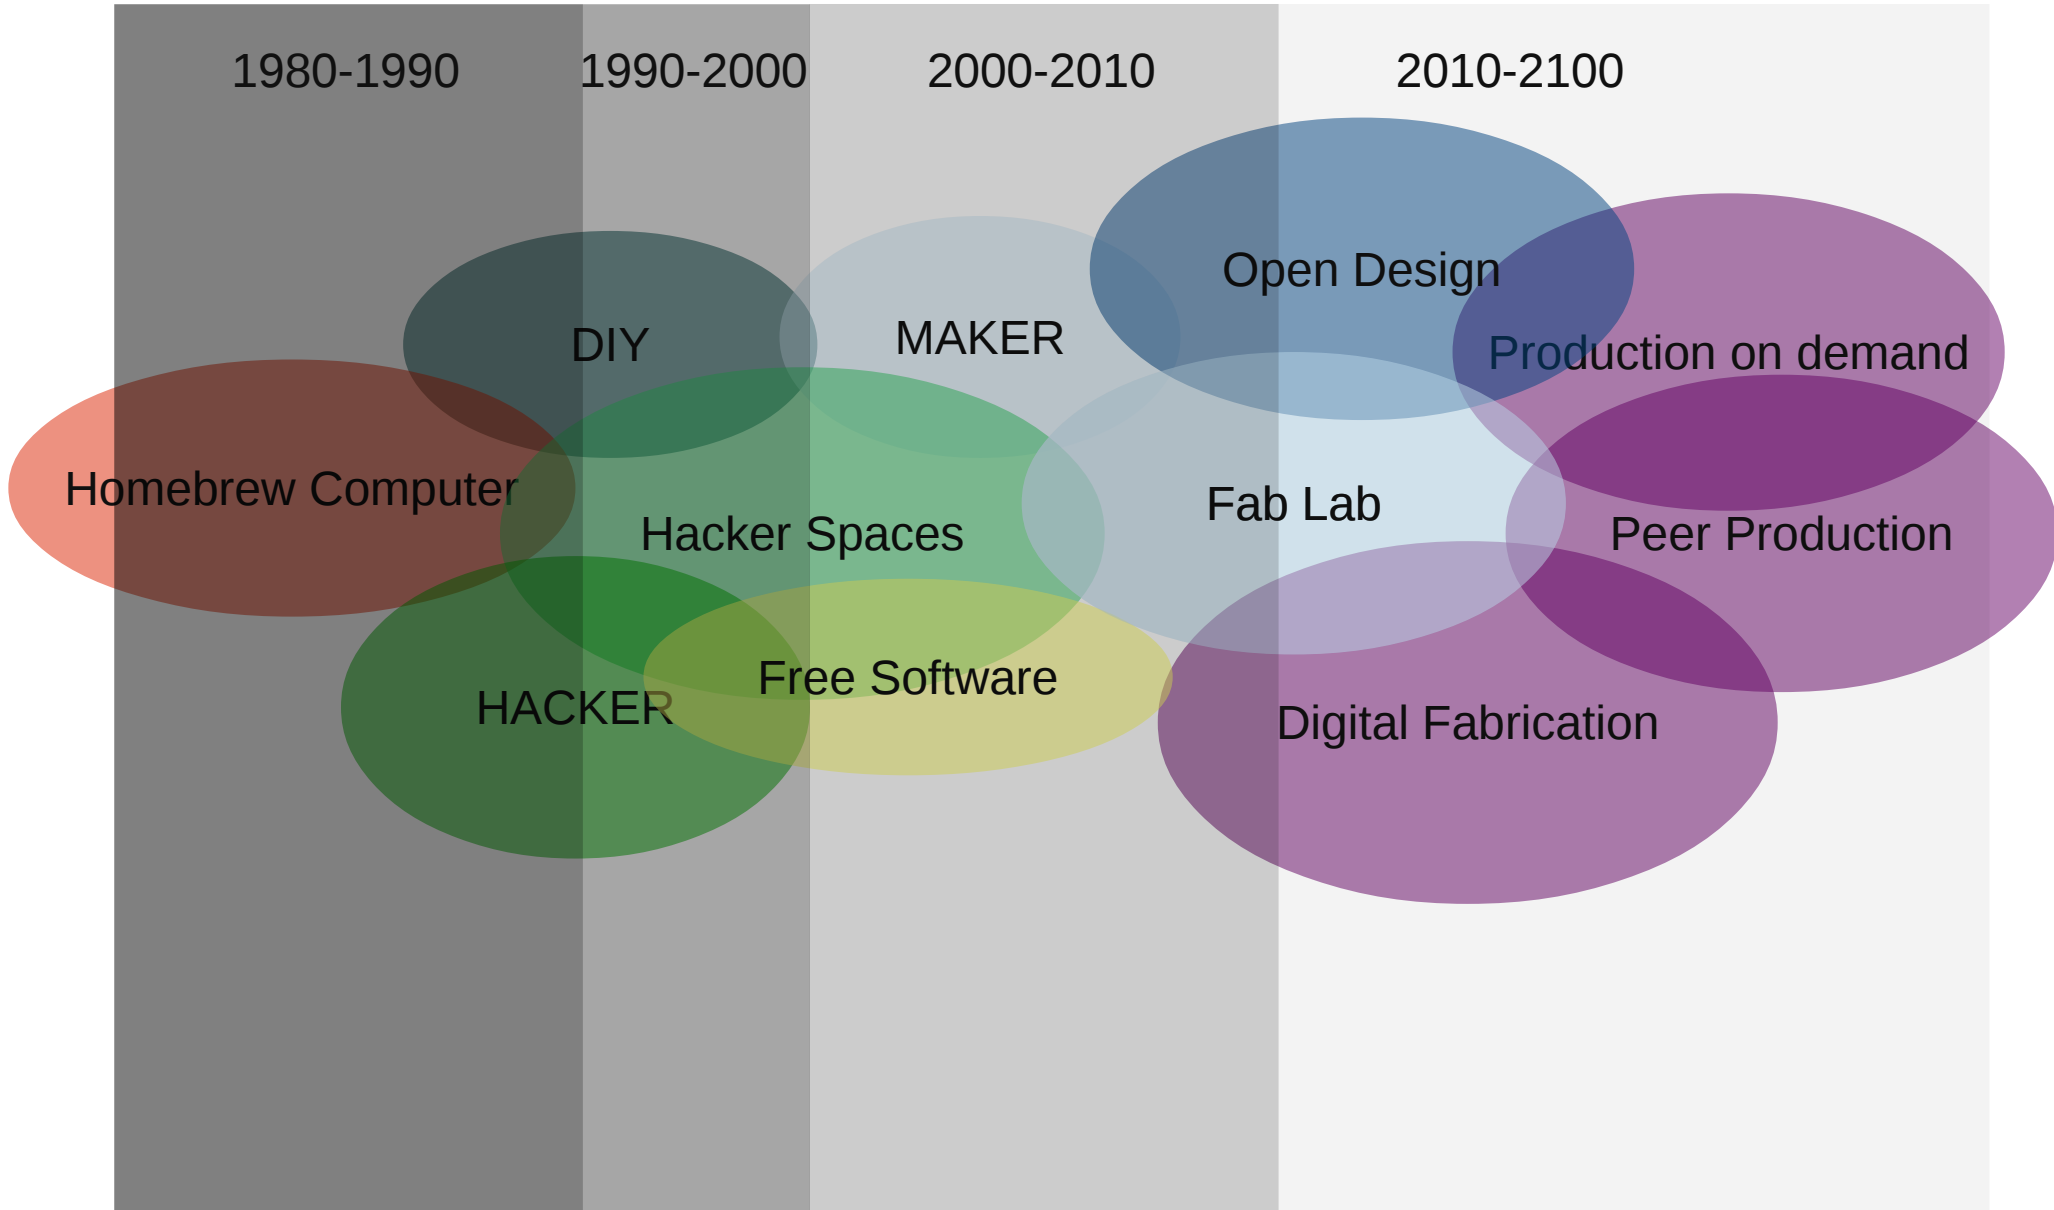 1980-1990
1990-2000
2000-2010
2010-2100
Open Design
MAKER
DIY
Production on demand
Homebrew Computer
Fab Lab
Hacker Spaces
Peer Production
Free Software
HACKER
Digital Fabrication